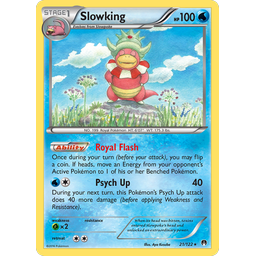 STAGE 1
Slowking
HP 100
Evolves from Slowpoke
NO. 199 Royal Pokémon HT: 6'07" WT: 175.3 lbs.
Ability Royal Flash
Once during your turn (before your attack), you may flip
a coin. If heads, move an Energy from your opponent's
Active Pokémon to 1 of his or her Benched Pokémon.
Psych Up 40
During your next turn, this Pokémon's Psych Up attack
does 40 more damage (before applying Weakness and
Resistance).
weakness
×2
resistance
retreat
Illus. Aya Kusube
21/122